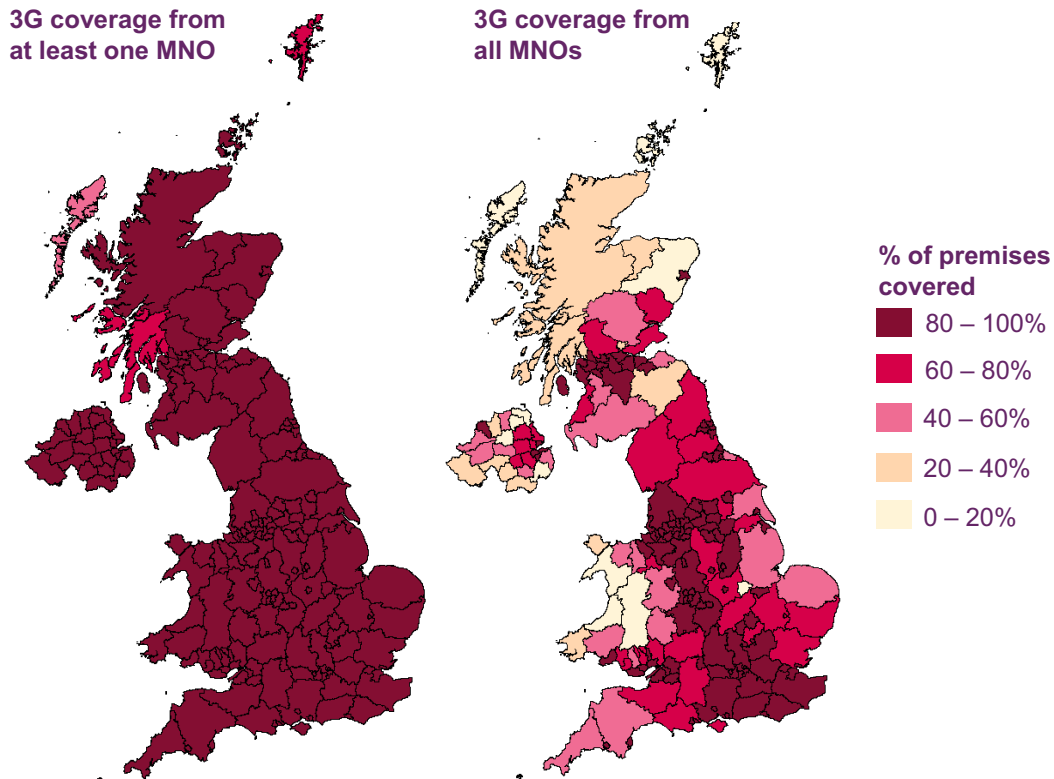 3G coverage from
at least one MNO
3G coverage from
all MNOs
% of premises
covered
80 – 100%
60 – 80%
40 – 60%
20 – 40%
0 – 20%